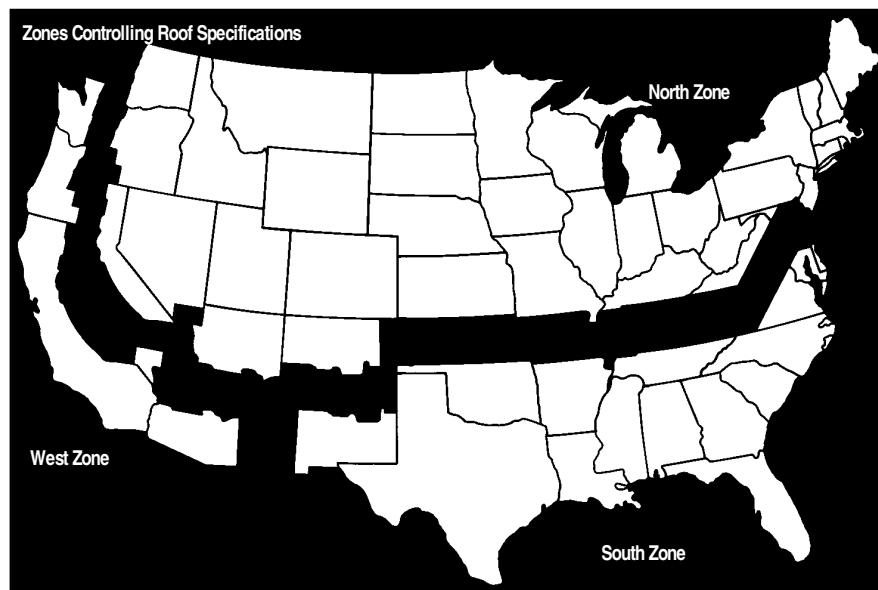 Zones Controlling Roof Specifications
North Zone
West Zone
South Zone